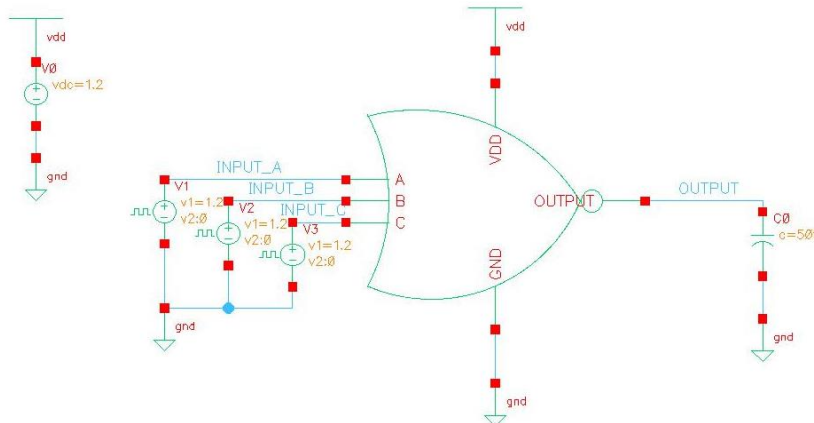 vdd
V0
vdc=1.2
gnd
vdd
VDD
INPUT_A
A
V1
v1=1.2
v2:0
INPUT_B
B
V2
v1=1.2
v2:0
INPUT_C
C
V3
v1=1.2
v2:0
gnd
OUTPUT
OUTPUT
GND
gnd
C0
gnd